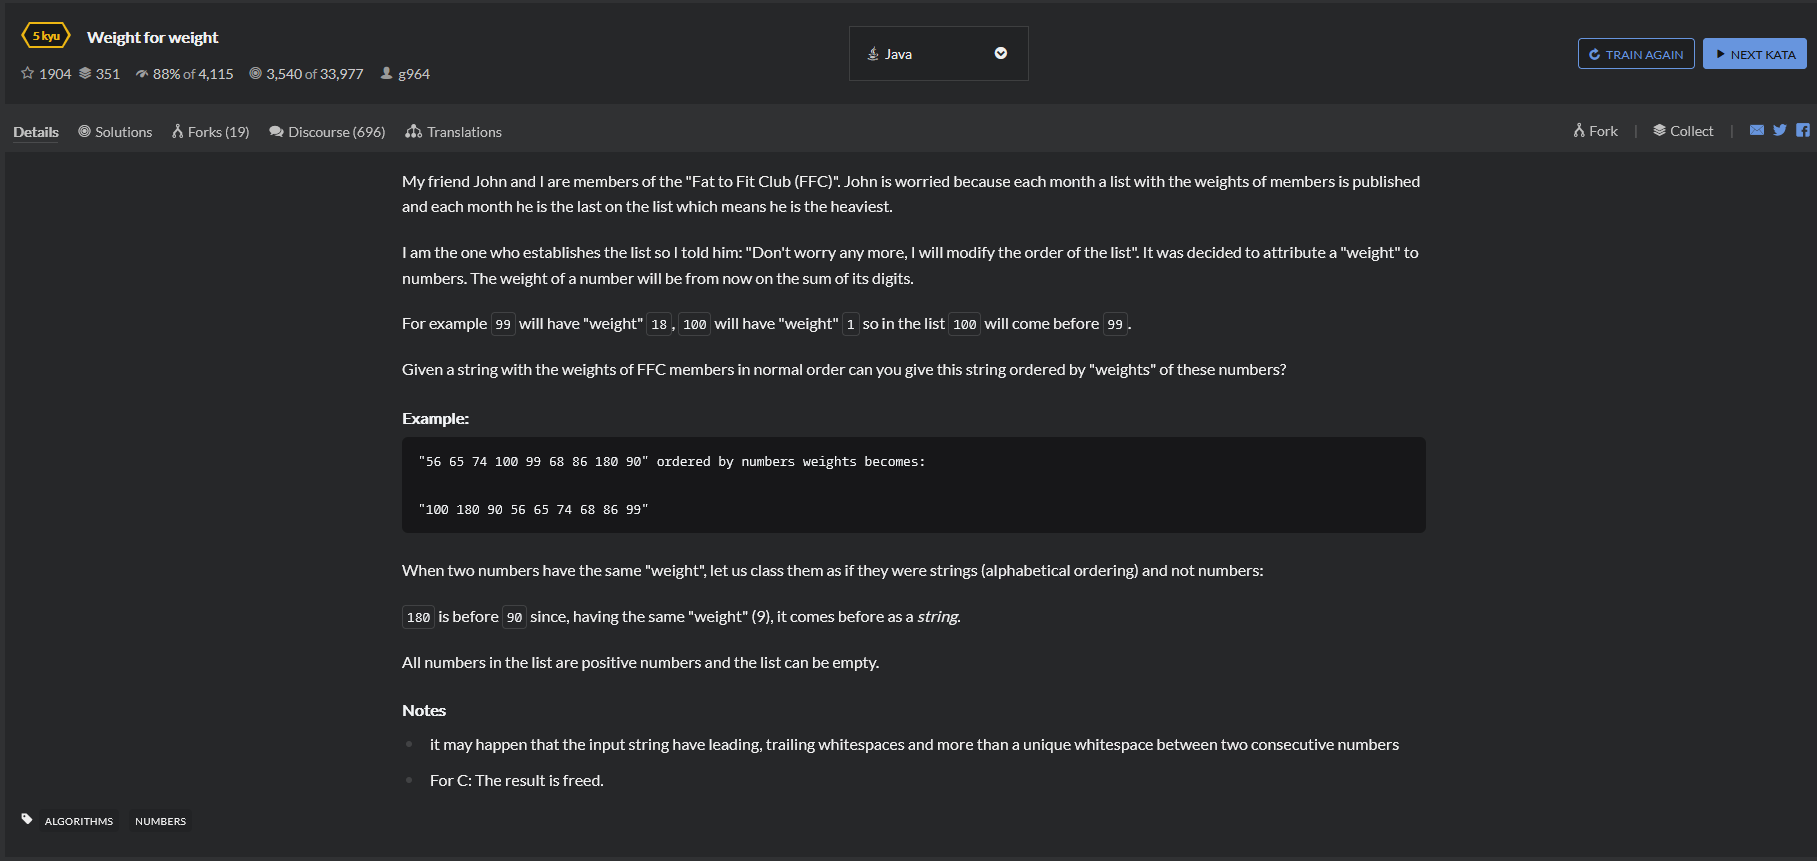 5 kyu Weight for weight
1904 351 88% of 4,115 3,540 of 33,977 g964
Java
TRAIN AGAIN NEXT KATA
Details Solutions Forks (19) Discourse (696) Translations
Fork | Collect |
My friend John and I are members of the "Fat to Fit Club (FFC)". John is worried because each month a list with the weights of members is published
and each month he is the last on the list which means he is the heaviest.
I am the one who establishes the list so I told him: "Don't worry any more, I will modify the order of the list". It was decided to attribute a "weight" to
numbers. The weight of a number will be from now on the sum of its digits.
For example 99 will have "weight" 18, 100 will have "weight" 1 so in the list 100 will come before 99.
Given a string with the weights of FFC members in normal order can you give this string ordered by "weights" of these numbers?
Example:
"56 65 74 100 99 68 86 180 90" ordered by numbers weights becomes:
"100 180 90 56 65 74 68 86 99"
When two numbers have the same "weight", let us class them as if they were strings (alphabetical ordering) and not numbers:
180 is before 90 since, having the same "weight" (9), it comes before as a string.
All numbers in the list are positive numbers and the list can be empty.
Notes
it may happen that the input string have leading, trailing whitespaces and more than a unique whitespace between two consecutive numbers
For C: The result is freed.
ALGORITHMS NUMBERS